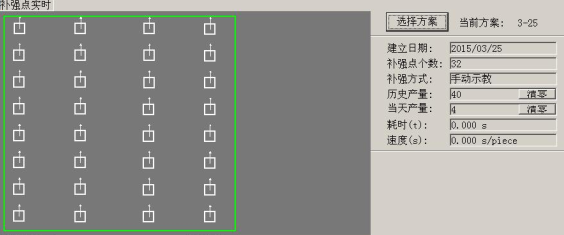 补强点实时
选择方案 当前方案: 3-25
建立日期: 2015/03/25
补强点个数: 32
补强方式: 手动示教
历史产量: 40 清零
当天产量: 4 清零
耗时(t): 0.000 s
速度(s): 0.000 s/piece